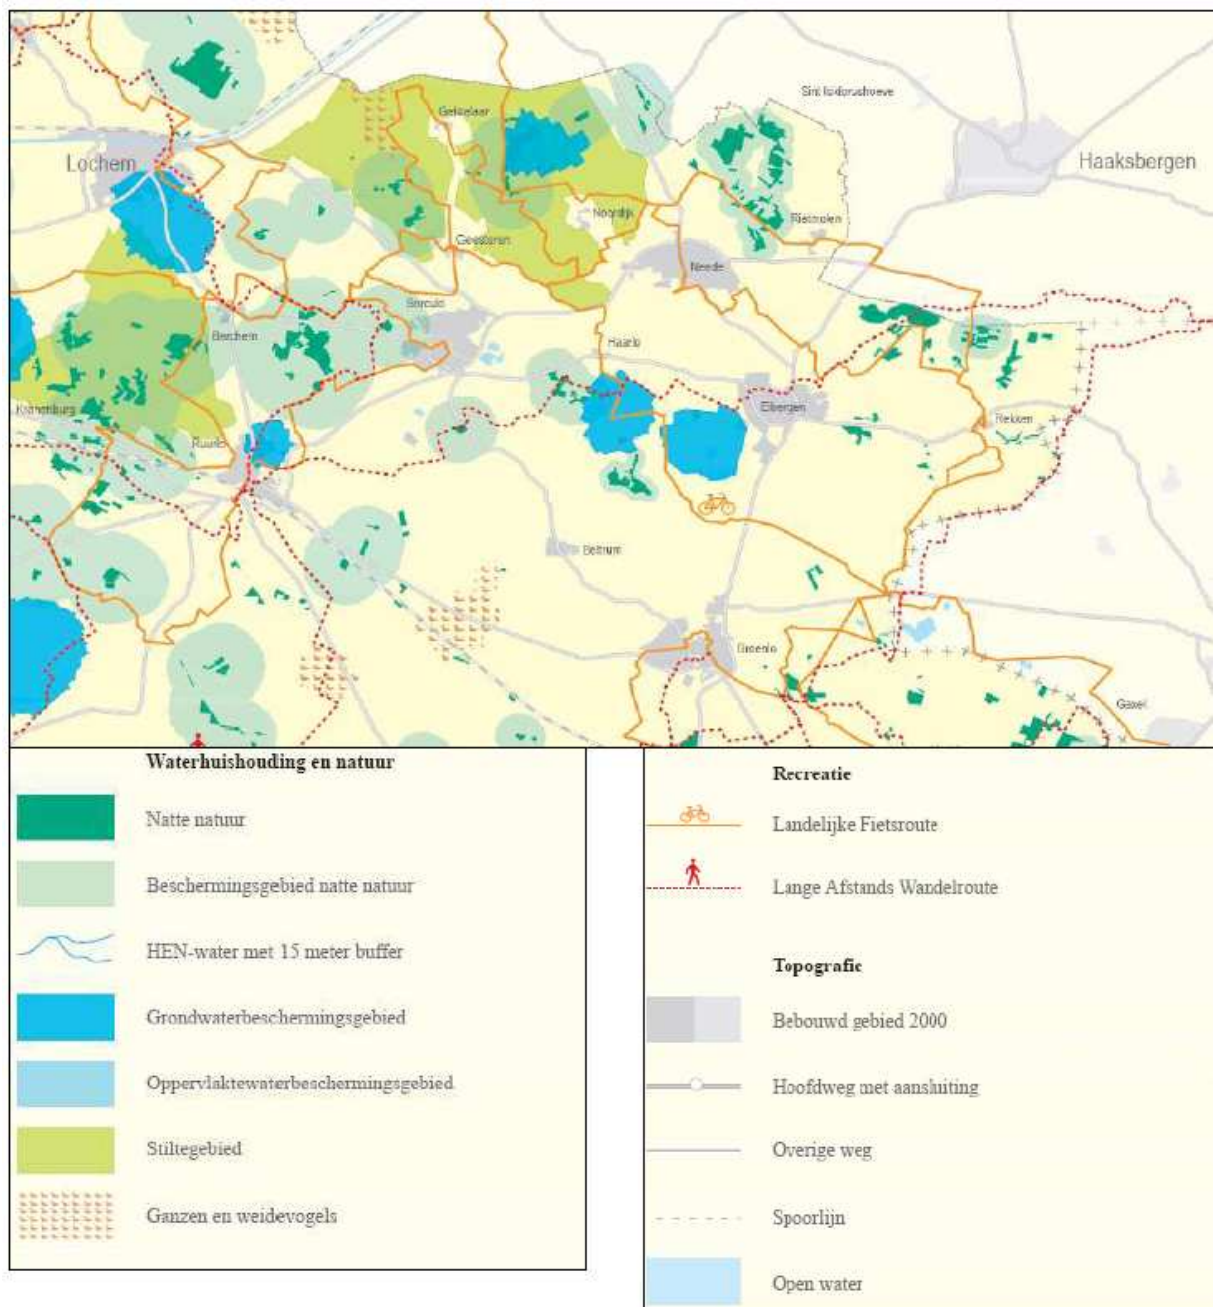 Sint Isidorushoeve
Gelselaar
Lochem
Haaksbergen
Noordijk
Rietmolen
Geesteren
Neede
Borculo
Barchem
Haarlo
Kranenburg
Eibergen
Rekken
Ruurlo
Beltrum
Groenlo
Gaxel
Waterhuishouding en natuur
Natte natuur
Beschermingsgebied natte natuur
HEN-water met 15 meter buffer
Grondwaterbeschermingsgebied
Oppervlaktewaterbeschermingsgebied
Stiltegebied
Ganzen en weidevogels
Recreatie
Landelijke Fietsroute
Lange Afstands Wandelroute
Topografie
Bebouwd gebied 2000
Hoofdweg met aansluiting
Overige weg
Spoorlijn
Open water